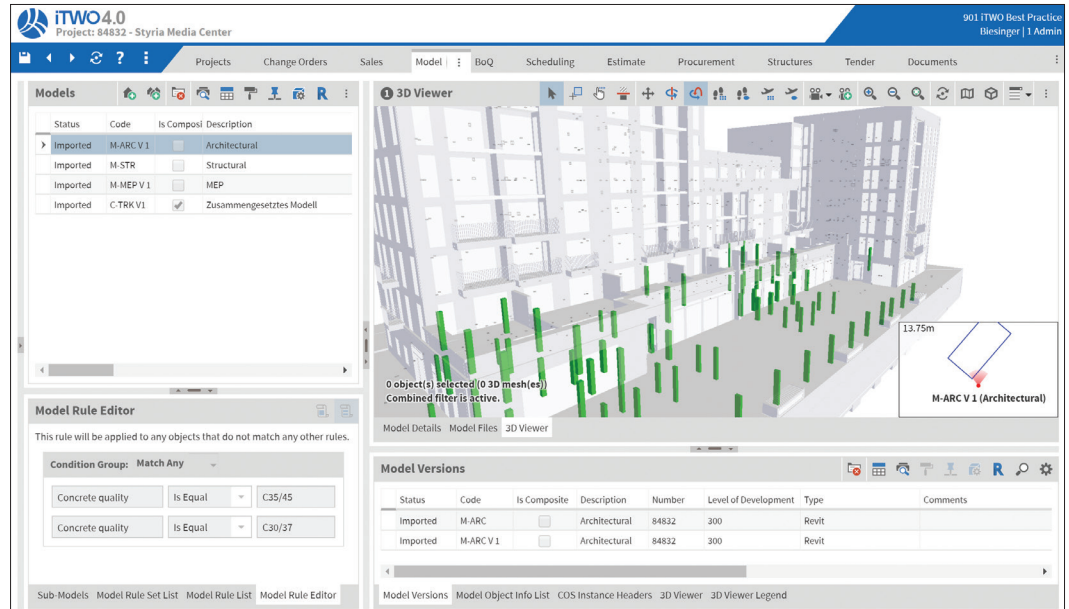 iTWO 4.0
Project: 84832 - Styria Media Center
901 iTWO Best Practice
Biesinger | 1 Admin
? Projects Change Orders Sales Model BoQ Scheduling Estimate Procurement Structures Tender Documents
Models R
Status Code Is Composi Description
Imported M-ARC V 1 Architectural
Imported M-STR Structural
Imported M-MEP V 1 MEP
Imported C-TRK V1 Zusammengesetztes Modell
1 3D Viewer
0 object(s) selected (0 3D mesh(es))
Combined filter is active.
13.75m
M-ARC V 1 (Architectural)
Model Details Model Files 3D Viewer
Model Rule Editor
This rule will be applied to any objects that do not match any other rules.
Condition Group: Match Any
Concrete quality Is Equal C35/45
Concrete quality Is Equal C30/37
Sub-Models Model Rule Set List Model Rule List Model Rule Editor
Model Versions R
Status Code Is Composite Description Number Level of Development Type Comments
Imported M-ARC Architectural 84832 300 Revit
Imported M-ARC V 1 Architectural 84832 300 Revit
Model Versions Model Object Info List COS Instance Headers 3D Viewer 3D Viewer Legend